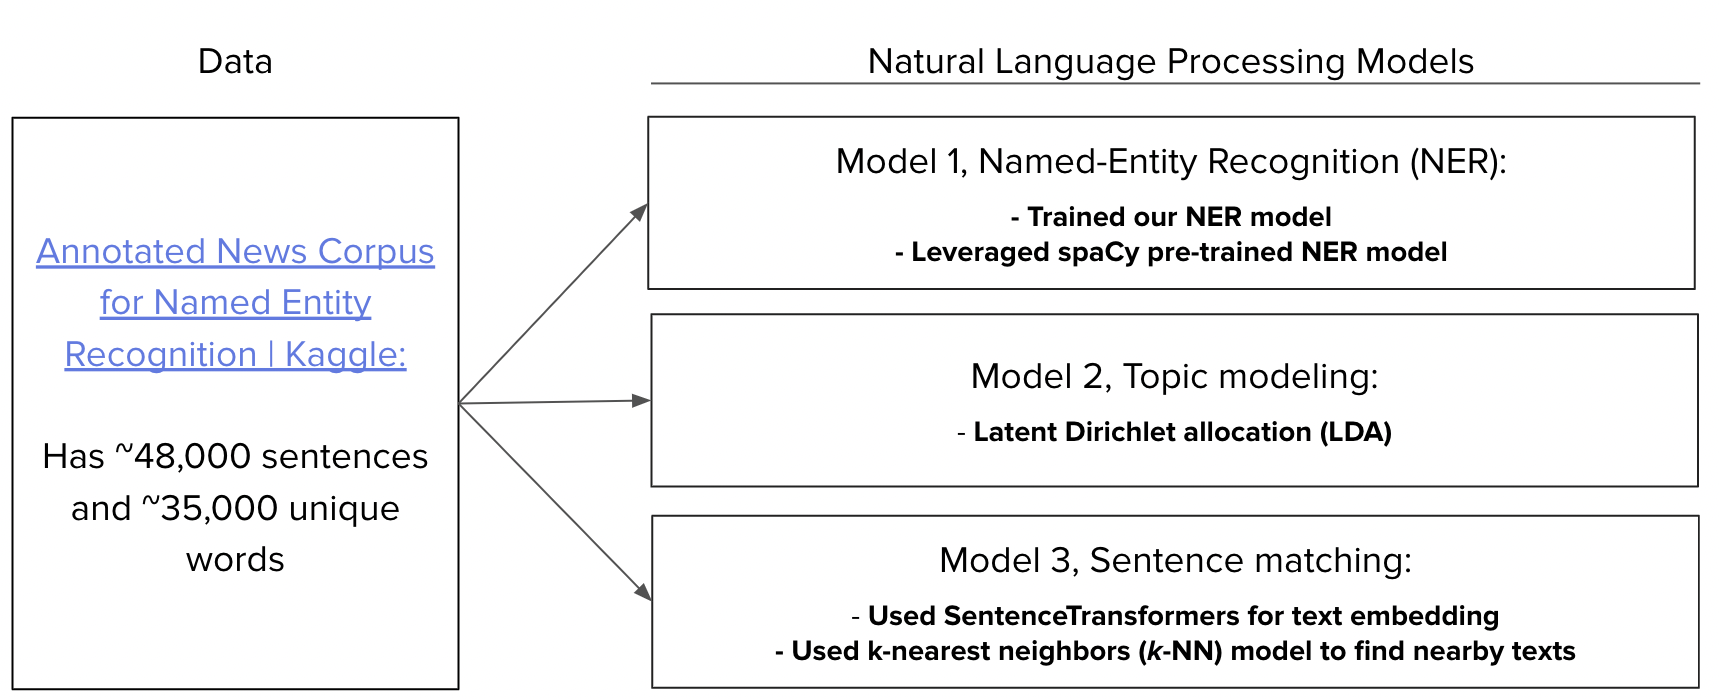 Data
Natural Language Processing Models
Annotated News Corpus
for Named Entity
Recognition | Kaggle:
Has ~48,000 sentences
and ~35,000 unique
words
Model 1, Named-Entity Recognition (NER):
- Trained our NER model
- Leveraged spaCy pre-trained NER model
Model 2, Topic modeling:
- Latent Dirichlet allocation (LDA)
Model 3, Sentence matching:
- Used SentenceTransformers for text embedding
- Used k-nearest neighbors (k-NN) model to find nearby texts